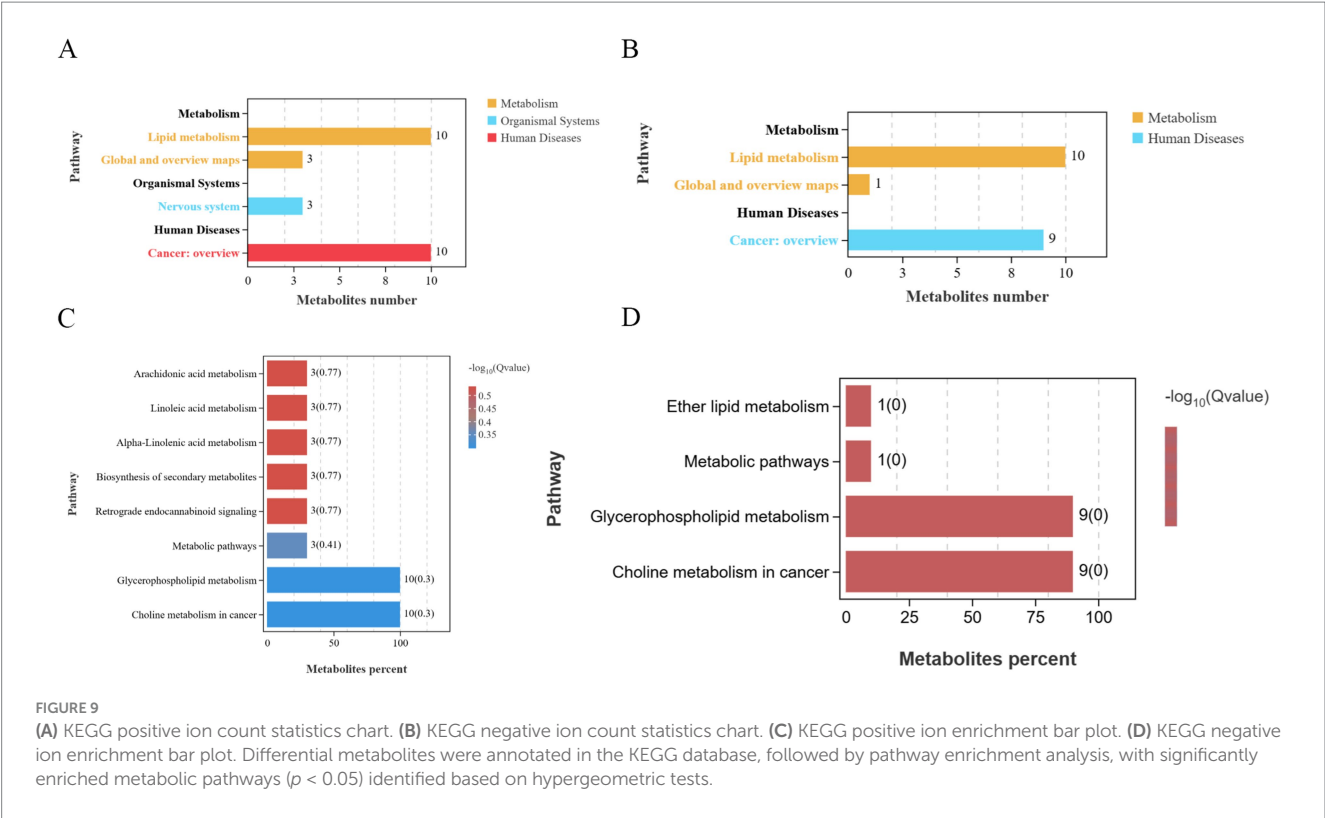 A
Pathway
Metabolism
Lipid metabolism
Global and overview maps
Organismal Systems
Nervous system
Human Diseases
Cancer: overview
10
3
3
10
0 3 5 8 10
Metabolites number
Metabolism
Organismal Systems
Human Diseases
B
Pathway
Metabolism
Lipid metabolism
Global and overview maps
Human Diseases
Cancer: overview
10
1
9
0 3 5 8 10
Metabolites number
Metabolism
Human Diseases
C
Pathway
Arachidonic acid metabolism 3(0.77)
Linoleic acid metabolism 3(0.77)
Alpha-Linolenic acid metabolism 3(0.77)
Biosynthesis of secondary metabolites 3(0.77)
Retrograde endocannabinoid signaling 3(0.77)
Metabolic pathways 3(0.41)
Glycerophospholipid metabolism 10(0.3)
Choline metabolism in cancer 10(0.3)
0 50 100
Metabolites percent
-log10(Qvalue)
0.5
0.45
0.4
0.35
D
Pathway
Ether lipid metabolism 1(0)
Metabolic pathways 1(0)
Glycerophospholipid metabolism 9(0)
Choline metabolism in cancer 9(0)
0 25 50 75 100
Metabolites percent
-log10(Qvalue)
FIGURE 9
(A) KEGG positive ion count statistics chart. (B) KEGG negative ion count statistics chart. (C) KEGG positive ion enrichment bar plot. (D) KEGG negative
ion enrichment bar plot. Differential metabolites were annotated in the KEGG database, followed by pathway enrichment analysis, with significantly
enriched metabolic pathways (p < 0.05) identified based on hypergeometric tests.